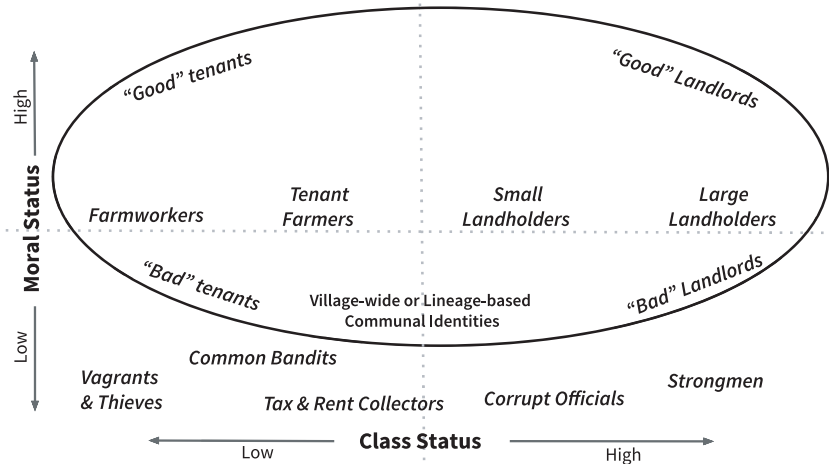 “Good” tenants
“Good” Landlords
High
Moral Status
Low
Farmworkers
Tenant
Farmers
Small
Landholders
Large
Landholders
“Bad” tenants
Village-wide or Lineage-based
Communal Identities
“Bad” Landlords
Common Bandits
Vagrants
& Thieves
Tax & Rent Collectors
Corrupt Officials
Strongmen
Low
Class Status
High